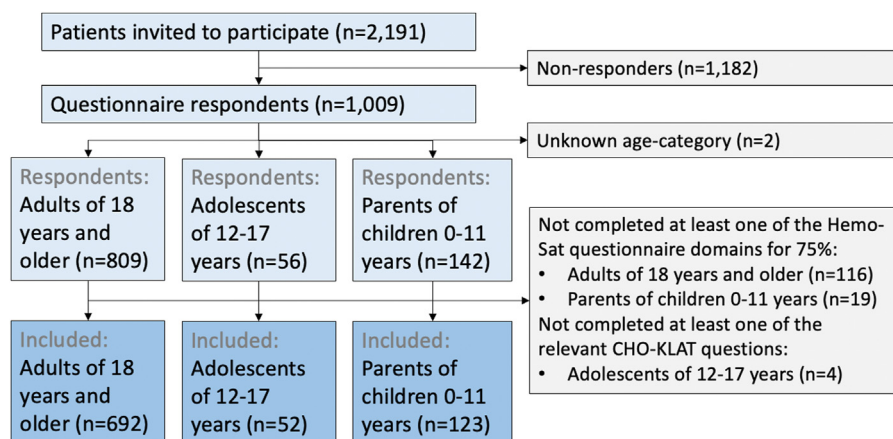 Patients invited to participate (n=2,191)
Non-responders (n=1,182)
Questionnaire respondents (n=1,009)
Unknown age-category (n=2)
Respondents:
Adults of 18
years and
older (n=809)
Respondents:
Adolescents
of 12-17
years (n=56)
Respondents:
Parents of
children 0-11
years (n=142)
Not completed at least one of the Hemo-
Sat questionnaire domains for 75%:
• Adults of 18 years and older (n=116)
• Parents of children 0-11 years (n=19)
Not completed at least one of the
relevant CHO-KLAT questions:
• Adolescents of 12-17 years (n=4)
Included:
Adults of 18
years and
older (n=692)
Included:
Adolescents
of 12-17
years (n=52)
Included:
Parents of
children 0-11
years (n=123)